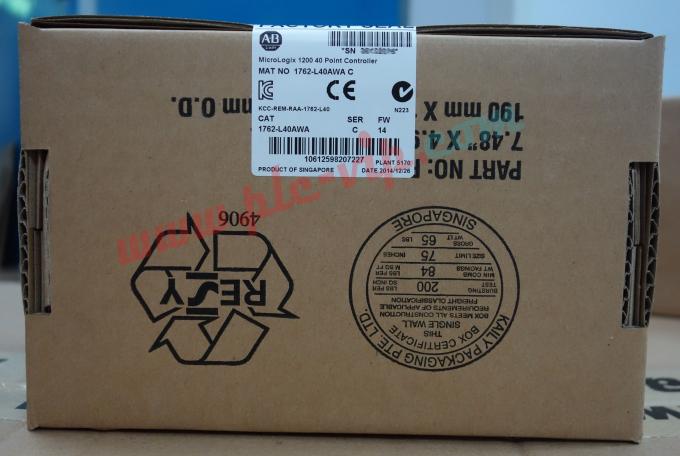 FACTORY SEAL
AB
MicroLogix 1200 40 Point Controller
MAT NO 1762-L40AWA C
KCC-REM-RAA-1762-L40
N223
CAT SER FW
1762-L40AWA C 14
10612598207227
PLANT 5170
PRODUCT OF SINGAPORE DATE 2014/12/26
*SN
mm O.D.
190 mm X
7.48" X 4.9
PART NO:
www.plc-vip.com
4906
RESY
KAILY PACKAGING PTE. LTD
SINGAPORE
BOX CERTIFICATE
THIS
SINGLE WALL
BOX MEETS ALL CONSTRUCTION
REQUIREMENTS OF APPLICABLE
FREIGHT CLASSIFICATION
BURSTING TEST 200 LBS PER SQ INCH
MIN COMB WT FACINGS 84 LBS PER M SQ FT
SIZE LIMIT 75 INCHES
GROSS WT LT 65 LBS